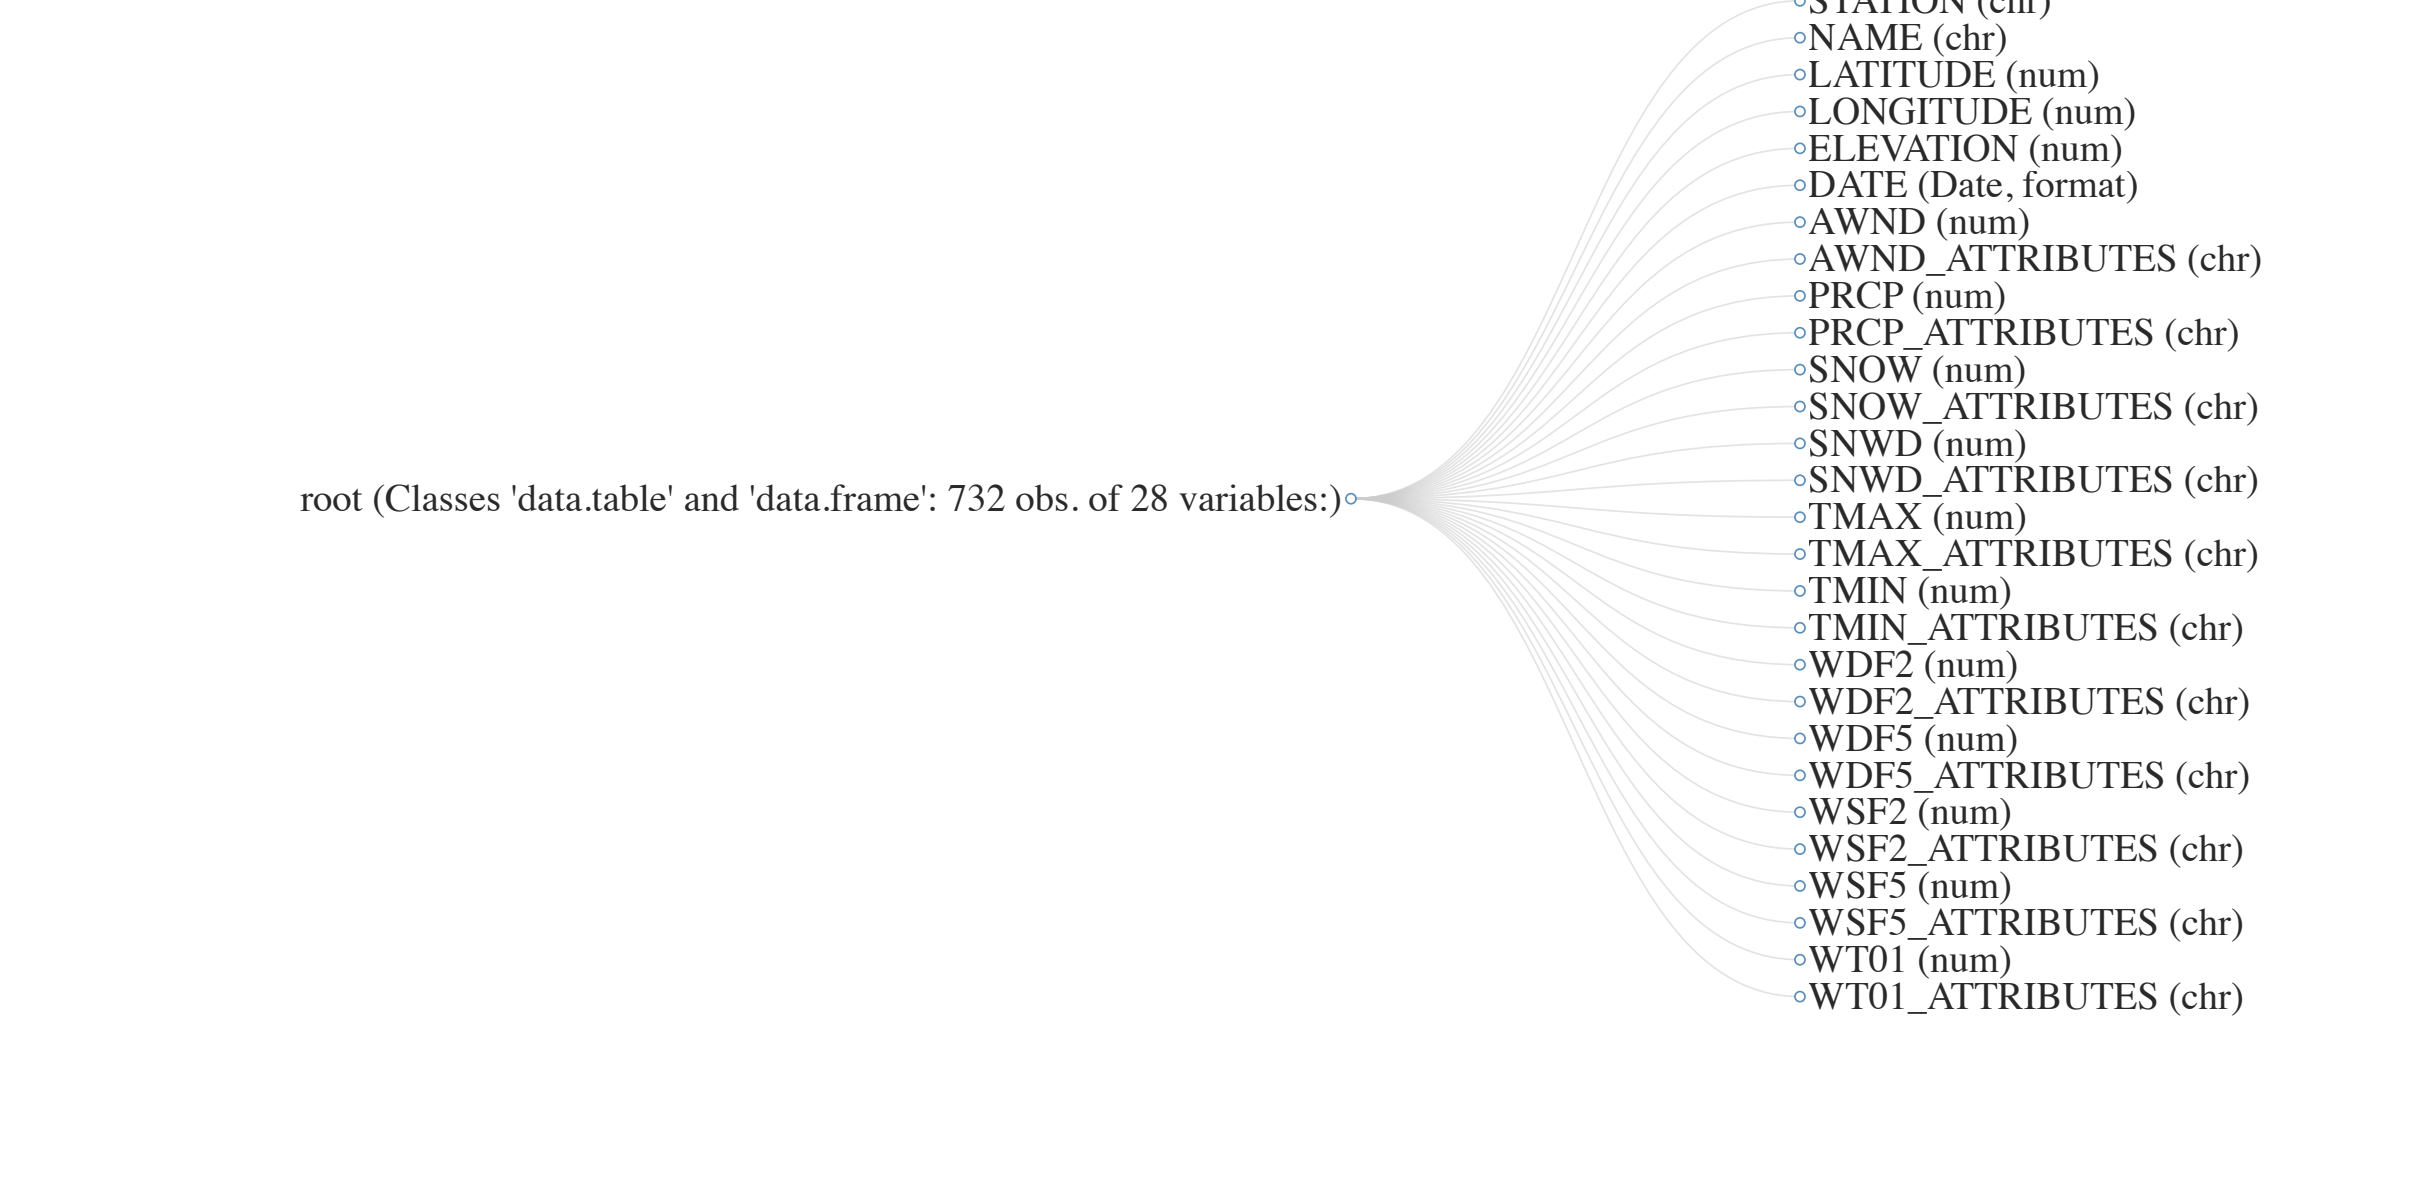 STATION (chr)
NAME (chr)
LATITUDE (num)
LONGITUDE (num)
ELEVATION (num)
DATE (Date, format)
AWND (num)
AWND_ATTRIBUTES (chr)
PRCP (num)
PRCP_ATTRIBUTES (chr)
SNOW (num)
SNOW_ATTRIBUTES (chr)
SNWD (num)
SNWD_ATTRIBUTES (chr)
root (Classes 'data.table' and 'data.frame': 732 obs. of 28 variables:)
TMAX (num)
TMAX_ATTRIBUTES (chr)
TMIN (num)
TMIN_ATTRIBUTES (chr)
WDF2 (num)
WDF2_ATTRIBUTES (chr)
WDF5 (num)
WDF5_ATTRIBUTES (chr)
WSF2 (num)
WSF2_ATTRIBUTES (chr)
WSF5 (num)
WSF5_ATTRIBUTES (chr)
WT01 (num)
WT01_ATTRIBUTES (chr)